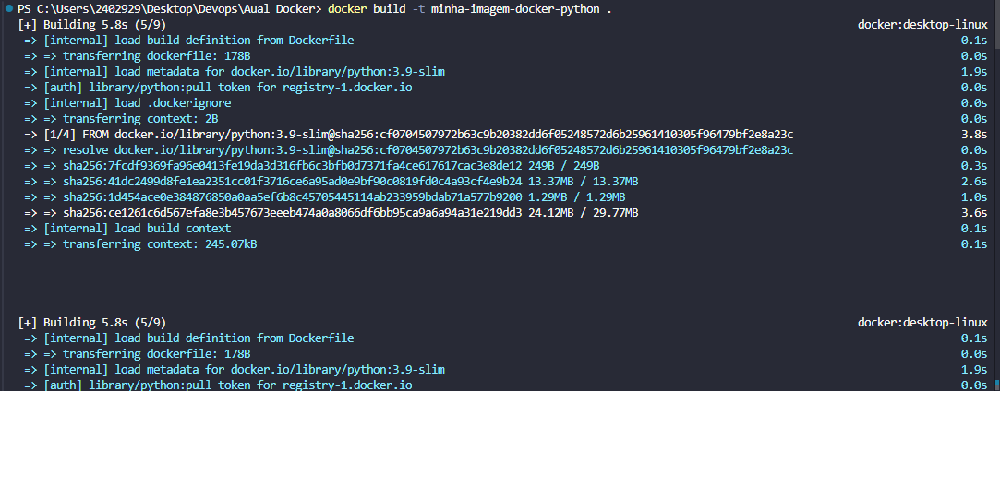 PS C:\Users\2402929\Desktop\Devops\Aual Docker> docker build -t minha-imagem-docker-python .
[+] Building 5.8s (5/9) docker:desktop-linux
=> [internal] load build definition from Dockerfile 0.1s
=> => transferring dockerfile: 178B 0.0s
=> [internal] load metadata for docker.io/library/python:3.9-slim 1.9s
=> [auth] library/python:pull token for registry-1.docker.io 0.0s
=> [internal] load .dockerignore 0.0s
=> => transferring context: 2B 0.0s
=> [1/4] FROM docker.io/library/python:3.9-slim@sha256:cf0704507972b63c9b20382dd6f05248572d6b25961410305f96479bf2e8a23c 3.8s
=> => resolve docker.io/library/python:3.9-slim@sha256:cf0704507972b63c9b20382dd6f05248572d6b25961410305f96479bf2e8a23c 0.0s
=> => sha256:7fcdf9369fa96e0413fe19da3d316fb6c3bfb0d7371fa4ce617617cac3e8de12 249B / 249B 0.3s
=> => sha256:41dc2499d8fe1ea2351cc01f3716ce6a95ad0e9bf90c0819fd0c4a93cf4e9b24 13.37MB / 13.37MB 2.6s
=> => sha256:1d454ace0e384876850a0aa5ef6b8c45705445114ab233959bdab71a577b9200 1.29MB / 1.29MB 1.0s
=> => sha256:ce1261c6d567efa8e3b457673eeeb474a0a8066df6bb95ca9a6a94a31e219dd3 24.12MB / 29.77MB 3.6s
=> [internal] load build context 0.1s
=> => transferring context: 245.07kB 0.1s
[+] Building 5.8s (5/9) docker:desktop-linux
=> [internal] load build definition from Dockerfile 0.1s
=> => transferring dockerfile: 178B 0.0s
=> [internal] load metadata for docker.io/library/python:3.9-slim 1.9s
=> [auth] library/python:pull token for registry-1.docker.io 0.0s